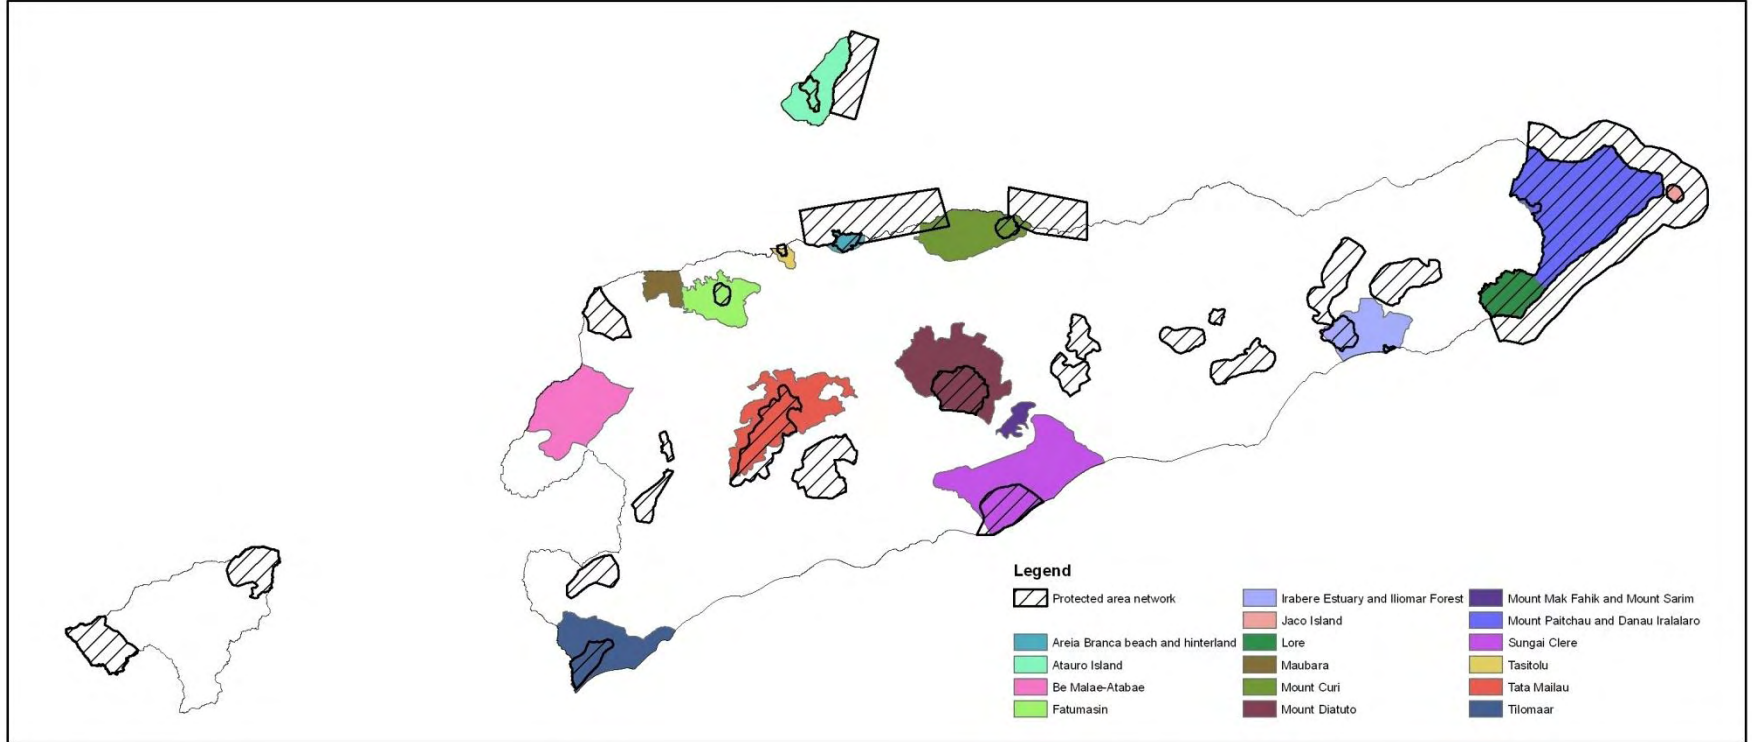 Legend
Protected area network
Areia Branca beach and hinterland
Atauro Island
Be Malae-Atabae
Fatumasin
Irabere Estuary and Iliomar Forest
Jaco Island
Lore
Maubara
Mount Curi
Mount Diatuto
Mount Mak Fahik and Mount Sarim
Mount Paitchau and Danau Iralalaro
Sungai Clere
Tasitolu
Tata Mailau
Tilomaar